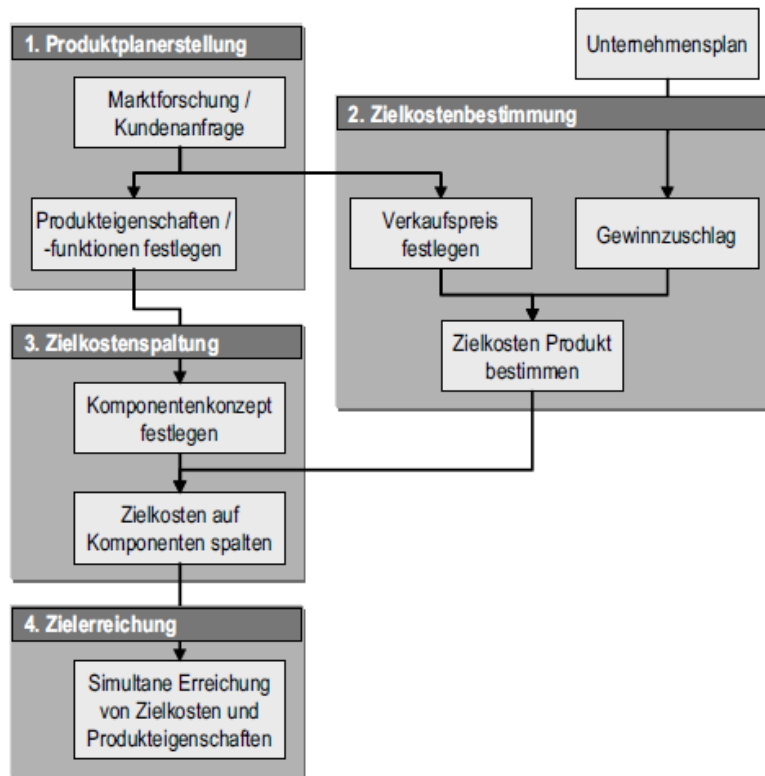 1. Produktplanerstellung
Marktforschung /
Kundenanfrage
Produkteigenschaften /
-funktionen festlegen
Unternehmensplan
2. Zielkostenbestimmung
Verkaufspreis
festlegen
Gewinnzuschlag
Zielkosten Produkt
bestimmen
3. Zielkostenspaltung
Komponentenkonzept
festlegen
Zielkosten auf
Komponenten spalten
4. Zielerreichung
Simultane Erreichung
von Zielkosten und
Produkteigenschaften